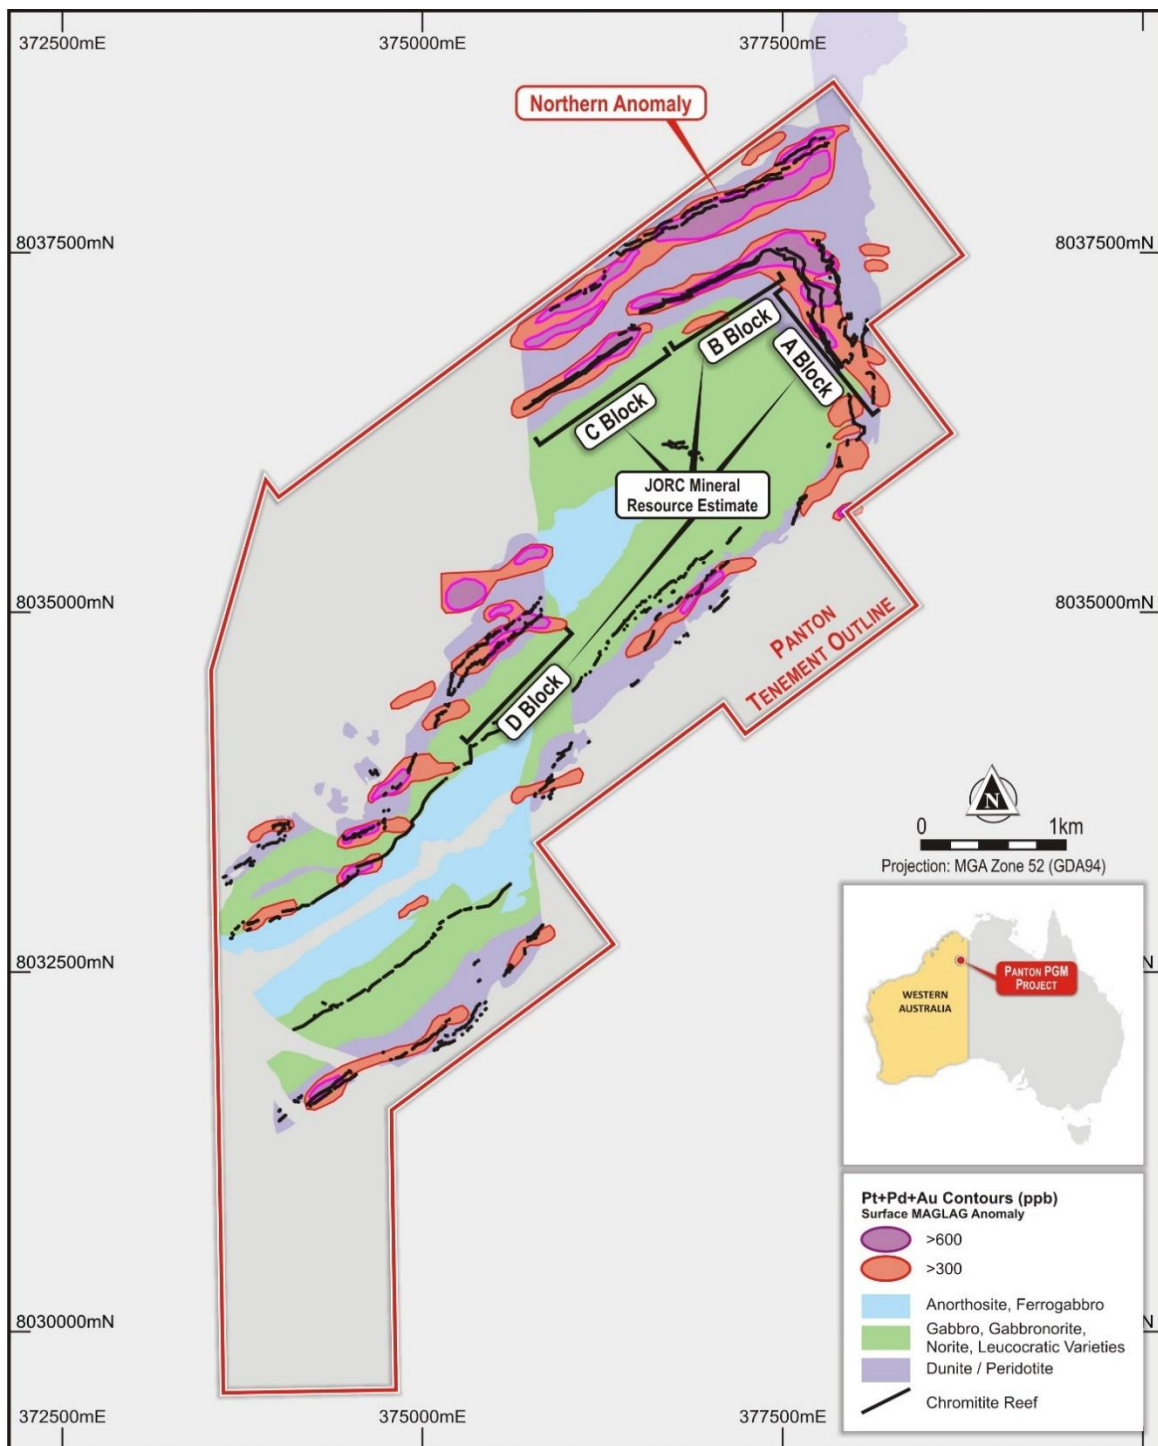 372500mE
375000mE
377500mE
Northern Anomaly
8037500mN
8037500mN
B Block
A Block
C Block
JORC Mineral
Resource Estimate
8035000mN
8035000mN
PANTON
TENEMENT OUTLINE
D Block
N
0 1km
Projection: MGA Zone 52 (GDA94)
8032500mN
N
PANTON PGM
PROJECT
WESTERN
AUSTRALIA
Pt+Pd+Au Contours (ppb)
Surface MAGLAG Anomaly
>600
>300
Anorthosite, Ferrogabbro
8030000mN
N
Gabbro, Gabbronorite,
Norite, Leucocratic Varieties
Dunite / Peridotite
Chromitite Reef
372500mE
375000mE
377500mE